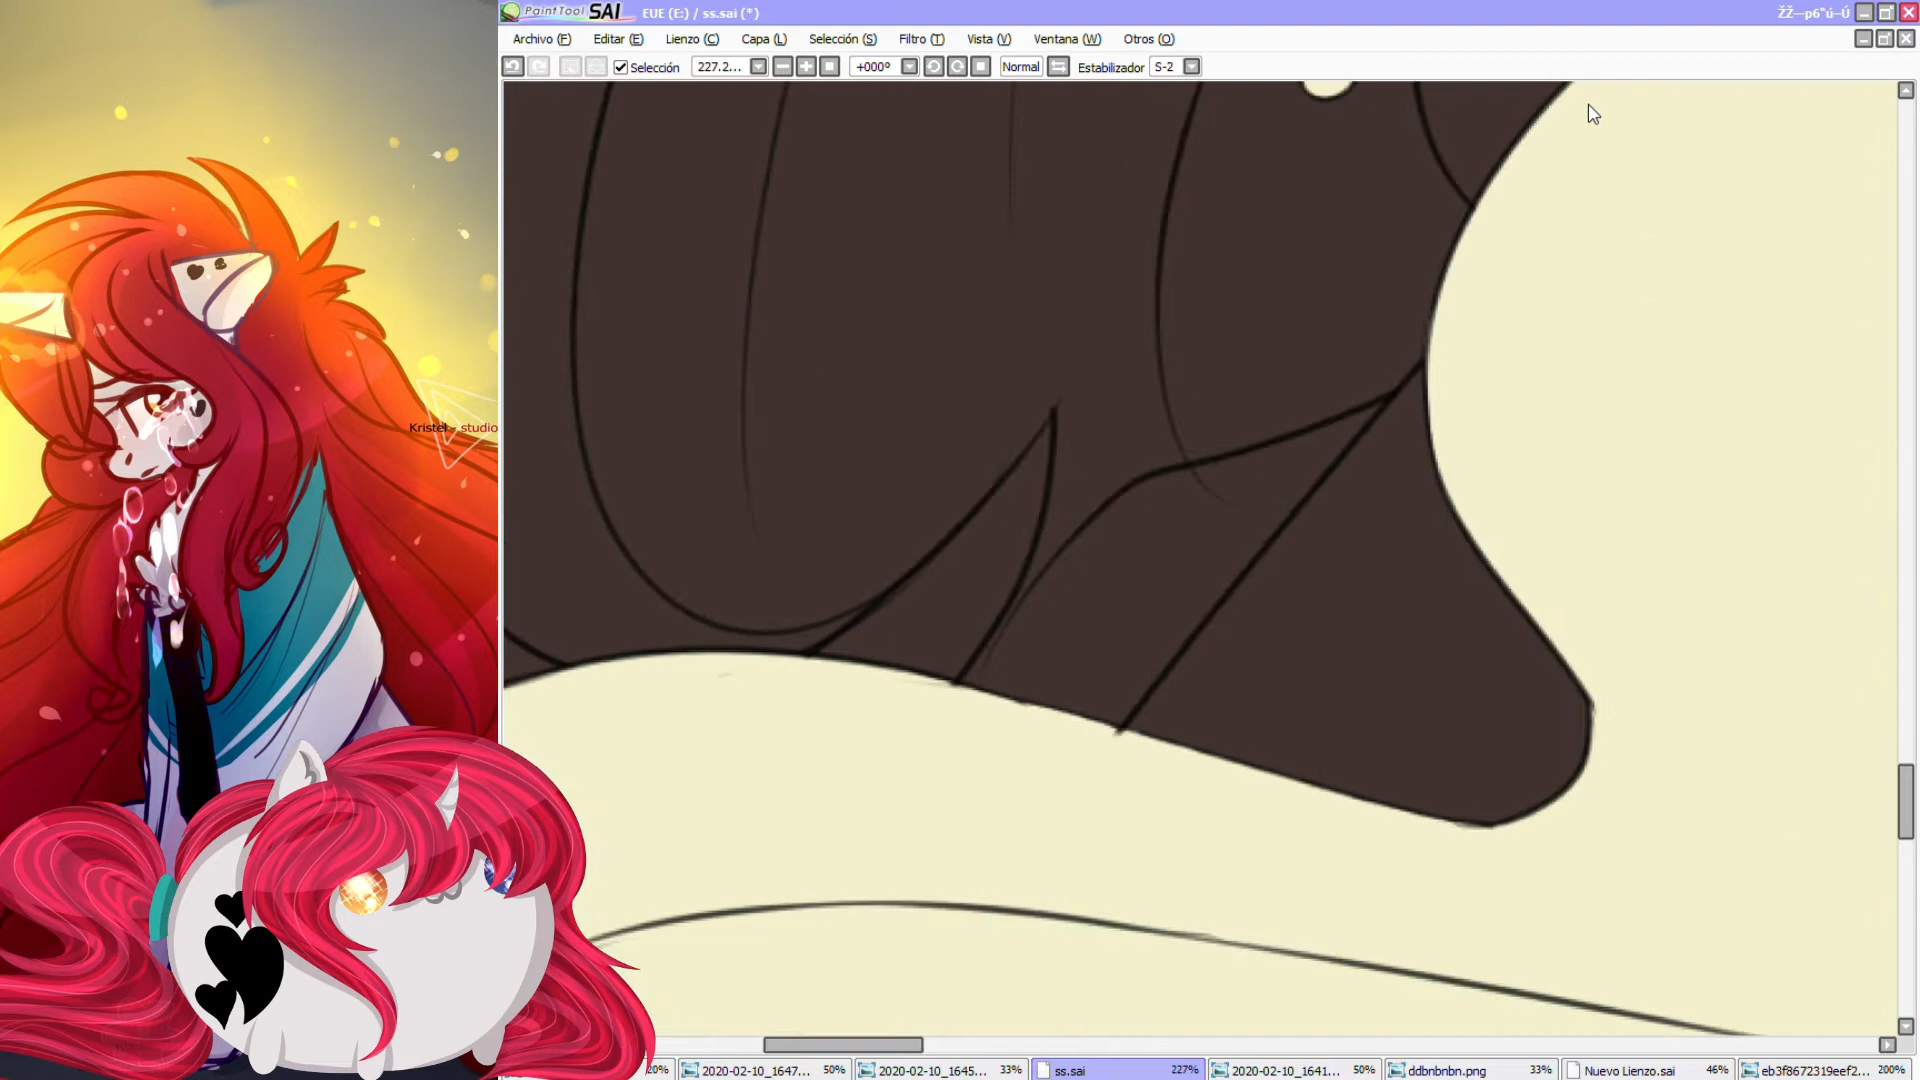 PaintTool SAI EUE (E:) / ss.sai (*)
Archivo (F) Editar (E) Lienzo (C) Capa (L) Selección (S) Filtro (T) Vista (V) Ventana (W) Otros (O)
Selección 227.2... +000º Normal Estabilizador S-2
Kristel - studio
20% 2020-02-10_1647... 50% 2020-02-10_1645... 33% ss.sai 227% 2020-02-10_1641... 50% ddbnbnbn.png 33% Nuevo Lienzo.sai 46% eb3f8672319eef2... 200%